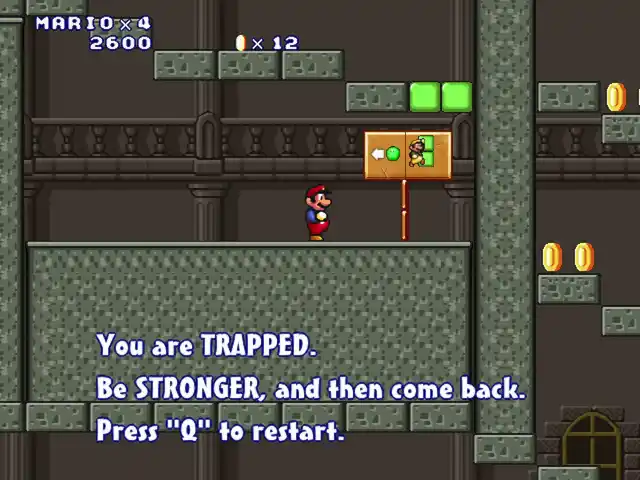 MARIO×4
2600
×12
You are TRAPPED.
Be STRONGER, and then come back.
Press "Q" to restart.